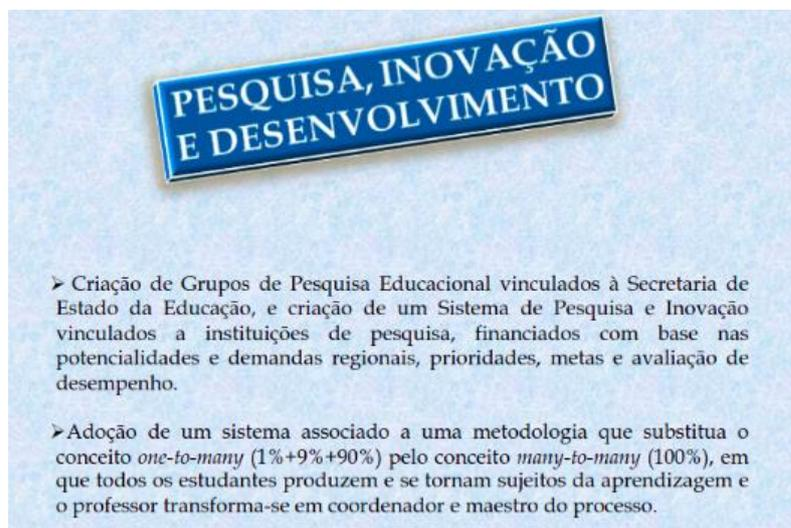 PESQUISA, INOVAÇÃO
E DESENVOLVIMENTO
➢ Criação de Grupos de Pesquisa Educacional vinculados à Secretaria de
Estado da Educação, e criação de um Sistema de Pesquisa e Inovação
vinculados a instituições de pesquisa, financiados com base nas
potencialidades e demandas regionais, prioridades, metas e avaliação de
desempenho.
➢Adoção de um sistema associado a uma metodologia que substitua o
conceito one-to-many (1%+9%+90%) pelo conceito many-to-many (100%), em
que todos os estudantes produzem e se tornam sujeitos da aprendizagem e
o professor transforma-se em coordenador e maestro do processo.